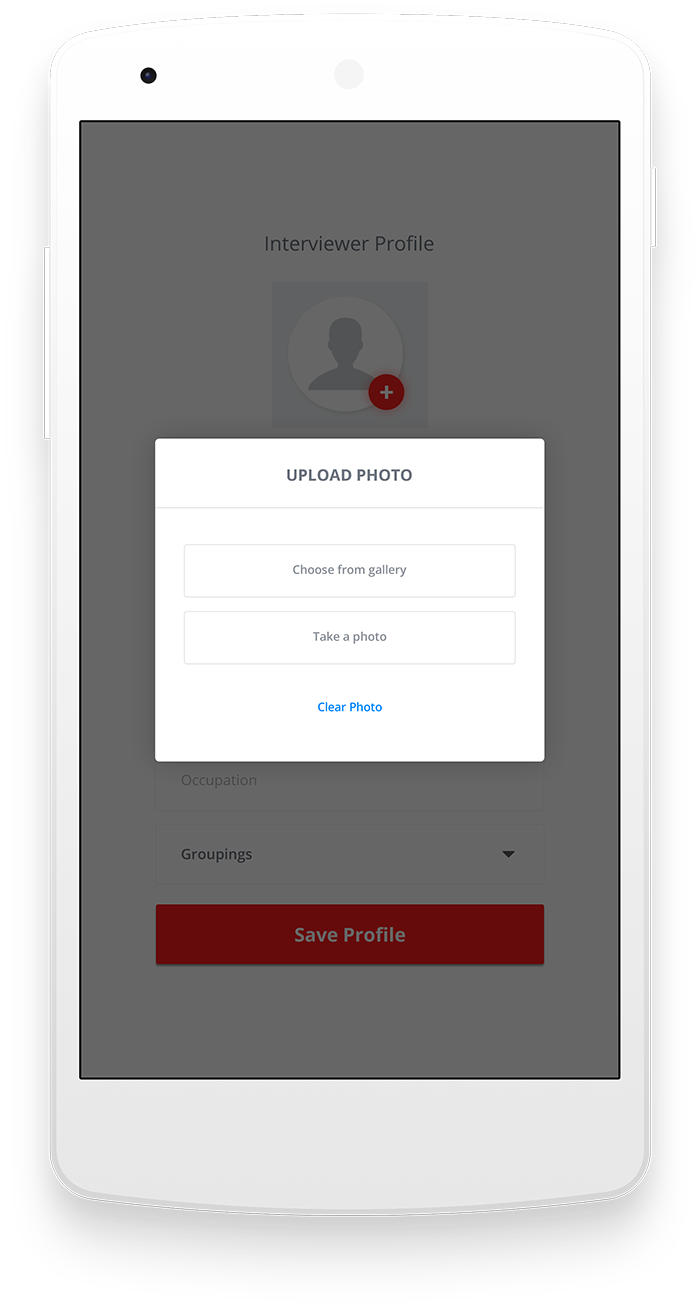 Interviewer Profile
UPLOAD PHOTO
Choose from gallery
Take a photo
Clear Photo
Occupation
Groupings
Save Profile